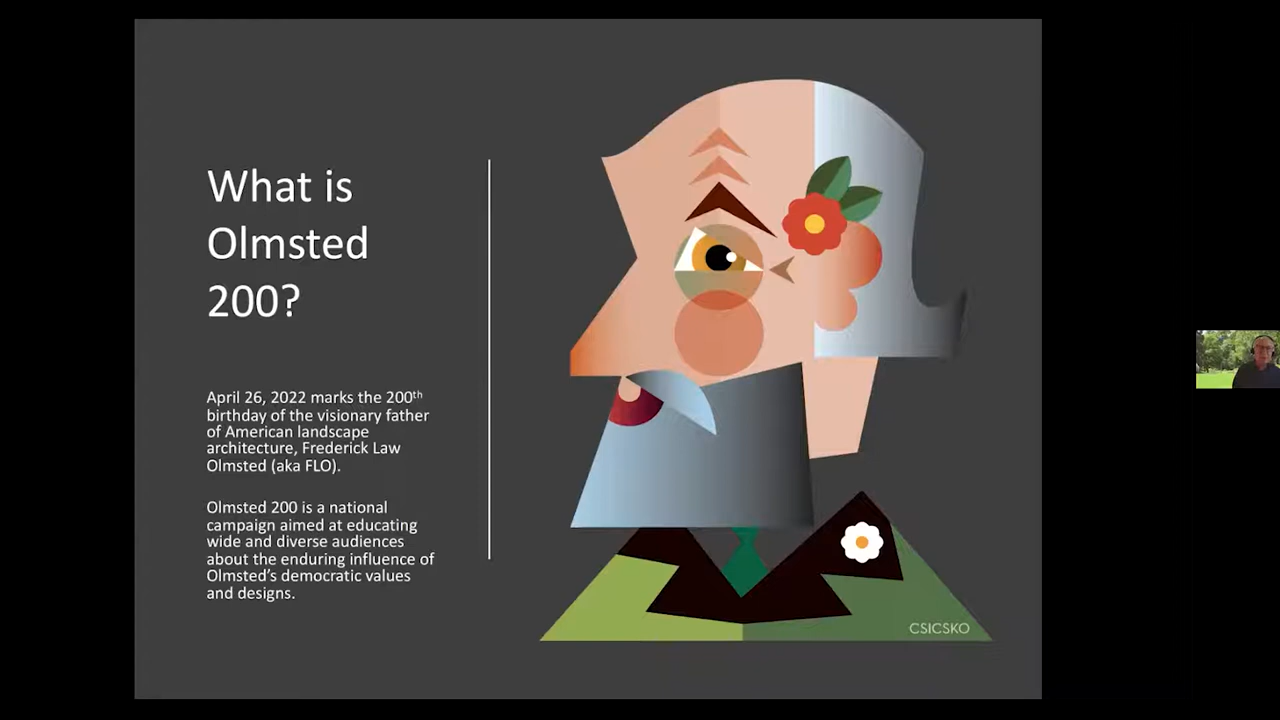 What is
Olmsted
200?
April 26, 2022 marks the 200th
birthday of the visionary father
of American landscape
architecture, Frederick Law
Olmsted (aka FLO).
Olmsted 200 is a national
campaign aimed at educating
wide and diverse audiences
about the enduring influence of
Olmsted’s democratic values
and designs.
CSICSKO